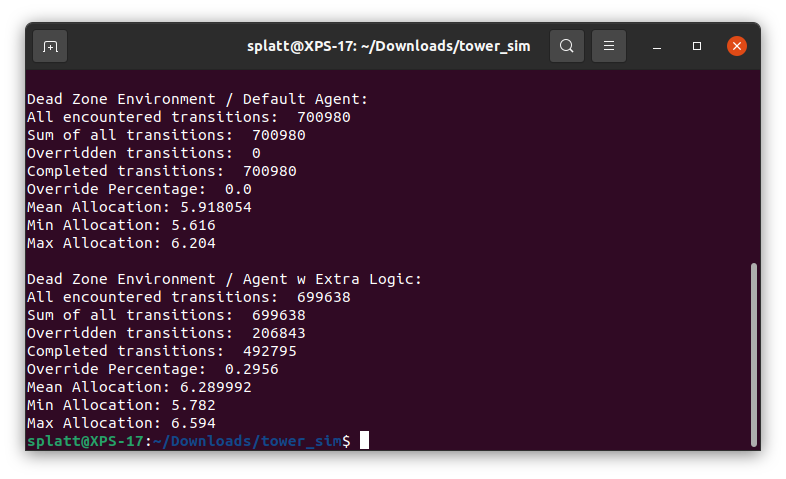 splatt@XPS-17: ~/Downloads/tower_sim
Dead Zone Environment / Default Agent:
All encountered transitions:  700980
Sum of all transitions:  700980
Overridden transitions:  0
Completed transitions:  700980
Override Percentage:  0.0
Mean Allocation: 5.918054
Min Allocation: 5.616
Max Allocation: 6.204
Dead Zone Environment / Agent w Extra Logic:
All encountered transitions:  699638
Sum of all transitions:  699638
Overridden transitions:  206843
Completed transitions:  492795
Override Percentage:  0.2956
Mean Allocation: 6.289992
Min Allocation: 5.782
Max Allocation: 6.594
splatt@XPS-17:~/Downloads/tower_sim$